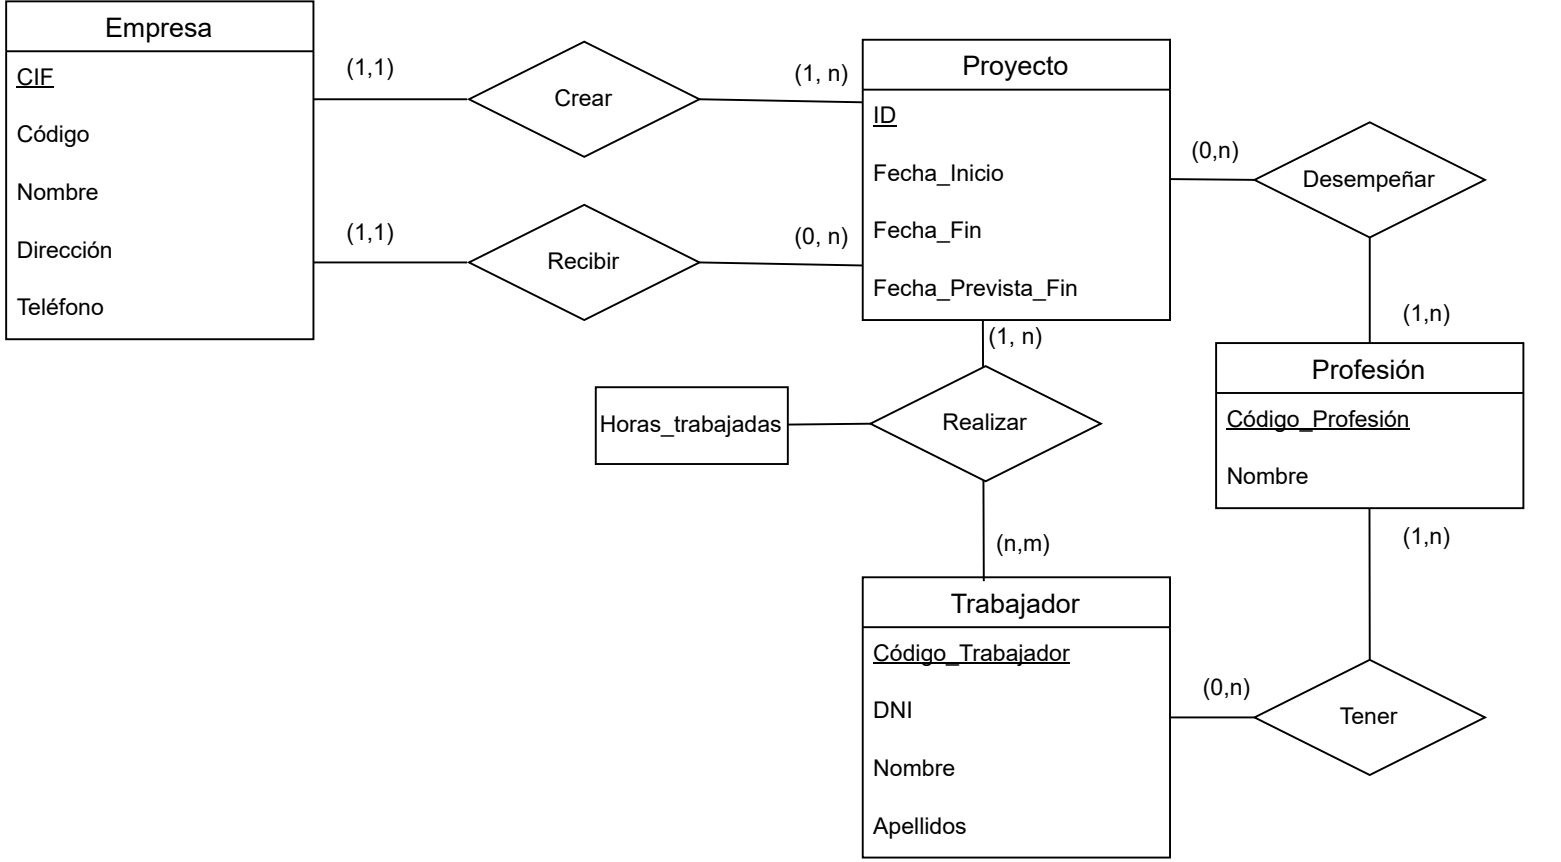 Empresa
CIF
Código
Nombre
Dirección
Teléfono
(1,1)
Crear
(1, n)
(1,1)
Recibir
(0, n)
Proyecto
ID
Fecha_Inicio
Fecha_Fin
Fecha_Prevista_Fin
(0,n)
Desempeñar
(1,n)
Profesión
Código_Profesión
Nombre
(1, n)
Horas_trabajadas
Realizar
(n,m)
Trabajador
Código_Trabajador
DNI
Nombre
Apellidos
(1,n)
(0,n)
Tener